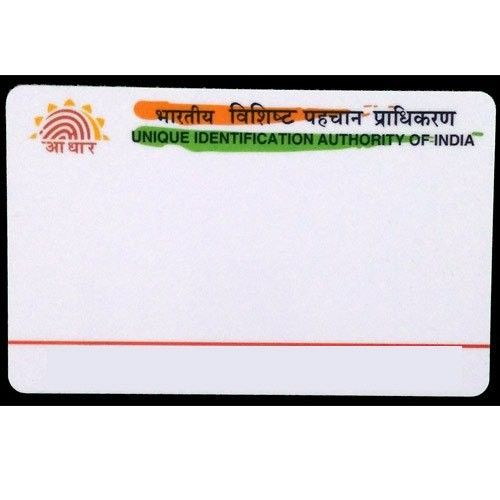 भारतीय विशिष्ट पहचान प्राधिकरण
UNIQUE IDENTIFICATION AUTHORITY OF INDIA
आधार